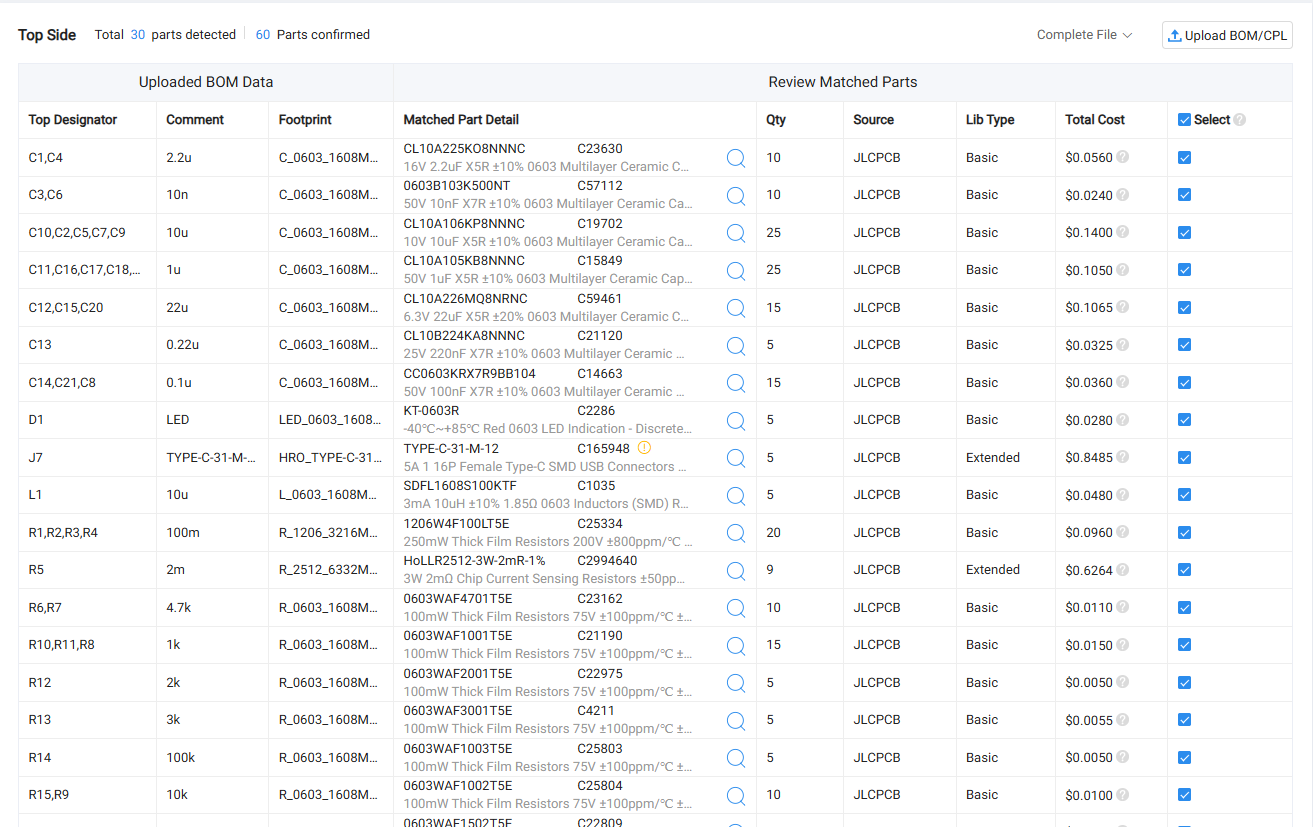 Top Side Total 30 parts detected 60 Parts confirmed Complete File Upload BOM/CPL
Uploaded BOM Data Review Matched Parts
Top Designator Comment Footprint Matched Part Detail Qty Source Lib Type Total Cost Select
CL10A225KO8NNNC C23630
C1,C4 2.2u C_0603_1608M... 10 JLCPCB Basic $0.0560
16V 2.2uF X5R ±10% 0603 Multilayer Ceramic C...
0603B103K500NT C57112
C3,C6 10n C_0603_1608M... 10 JLCPCB Basic $0.0240
50V 10nF X7R ±10% 0603 Multilayer Ceramic Ca...
CL10A106KP8NNNC C19702
C10,C2,C5,C7,C9 10u C_0603_1608M... 25 JLCPCB Basic $0.1400
10V 10uF X5R ±10% 0603 Multilayer Ceramic Ca...
CL10A105KB8NNNC C15849
C11,C16,C17,C18,... 1u C_0603_1608M... 25 JLCPCB Basic $0.1050
50V 1uF X5R ±10% 0603 Multilayer Ceramic Cap...
CL10A226MQ8NRNC C59461
C12,C15,C20 22u C_0603_1608M... 15 JLCPCB Basic $0.1065
6.3V 22uF X5R ±20% 0603 Multilayer Ceramic C...
CL10B224KA8NNNC C21120
C13 0.22u C_0603_1608M... 5 JLCPCB Basic $0.0325
25V 220nF X7R ±10% 0603 Multilayer Ceramic ...
CC0603KRX7R9BB104 C14663
C14,C21,C8 0.1u C_0603_1608M... 15 JLCPCB Basic $0.0360
50V 100nF X7R ±10% 0603 Multilayer Ceramic ...
KT-0603R C2286
D1 LED LED_0603_1608... 5 JLCPCB Basic $0.0280
-40℃~+85℃ Red 0603 LED Indication - Discrete...
TYPE-C-31-M-12 C165948
J7 TYPE-C-31-M-... HRO_TYPE-C-31... 5 JLCPCB Extended $0.8485
5A 1 16P Female Type-C SMD USB Connectors ...
SDFL1608S100KTF C1035
L1 10u L_0603_1608M... 5 JLCPCB Basic $0.0480
3mA 10uH ±10% 1.85Ω 0603 Inductors (SMD) R...
1206W4F100LT5E C25334
R1,R2,R3,R4 100m R_1206_3216M... 20 JLCPCB Basic $0.0960
250mW Thick Film Resistors 200V ±800ppm/℃ ...
HoLLR2512-3W-2mR-1% C2994640
R5 2m R_2512_6332M... 9 JLCPCB Extended $0.6264
3W 2mΩ Chip Current Sensing Resistors ±50pp...
0603WAF4701T5E C23162
R6,R7 4.7k R_0603_1608M... 10 JLCPCB Basic $0.0110
100mW Thick Film Resistors 75V ±100ppm/℃ ±...
0603WAF1001T5E C21190
R10,R11,R8 1k R_0603_1608M... 15 JLCPCB Basic $0.0150
100mW Thick Film Resistors 75V ±100ppm/℃ ±...
0603WAF2001T5E C22975
R12 2k R_0603_1608M... 5 JLCPCB Basic $0.0050
100mW Thick Film Resistors 75V ±100ppm/℃ ±...
0603WAF3001T5E C4211
R13 3k R_0603_1608M... 5 JLCPCB Basic $0.0055
100mW Thick Film Resistors 75V ±100ppm/℃ ±...
0603WAF1003T5E C25803
R14 100k R_0603_1608M... 5 JLCPCB Basic $0.0050
100mW Thick Film Resistors 75V ±100ppm/℃ ±...
0603WAF1002T5E C25804
R15,R9 10k R_0603_1608M... 10 JLCPCB Basic $0.0100
100mW Thick Film Resistors 75V ±100ppm/℃ ±...
0603WAF1502T5E C22809